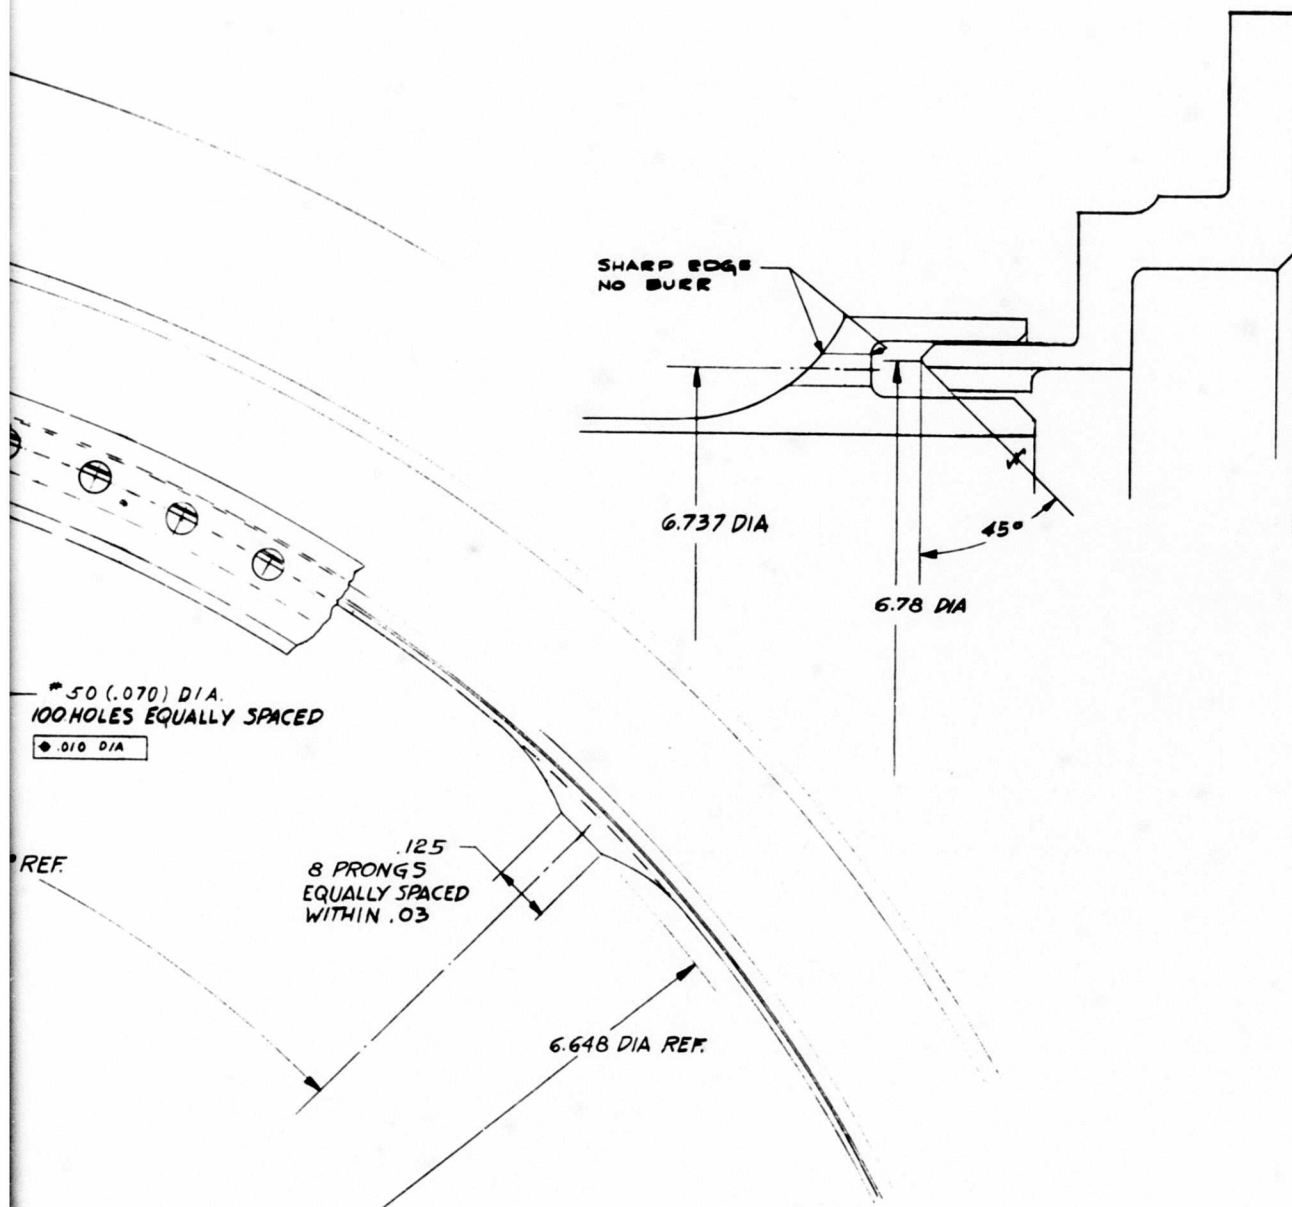 SHARP EDGE
NO BURR
6.737 DIA
45°
6.78 DIA
#50 (.070) DIA.
100 HOLES EQUALLY SPACED
⌖ .010 DIA
REF.
.125
8 PRONGS
EQUALLY SPACED
WITHIN .03
6.648 DIA REF.